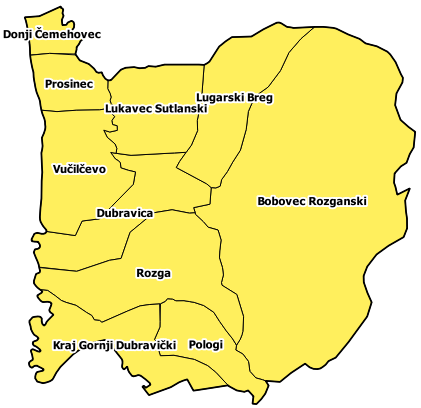 Donji Čemehovec
Prosinec
Lugarski Breg
Lukavec Sutlanski
Vučilčevo
Bobovec Rozganski
Dubravica
Rozga
Kraj Gornji Dubravički
Pologi